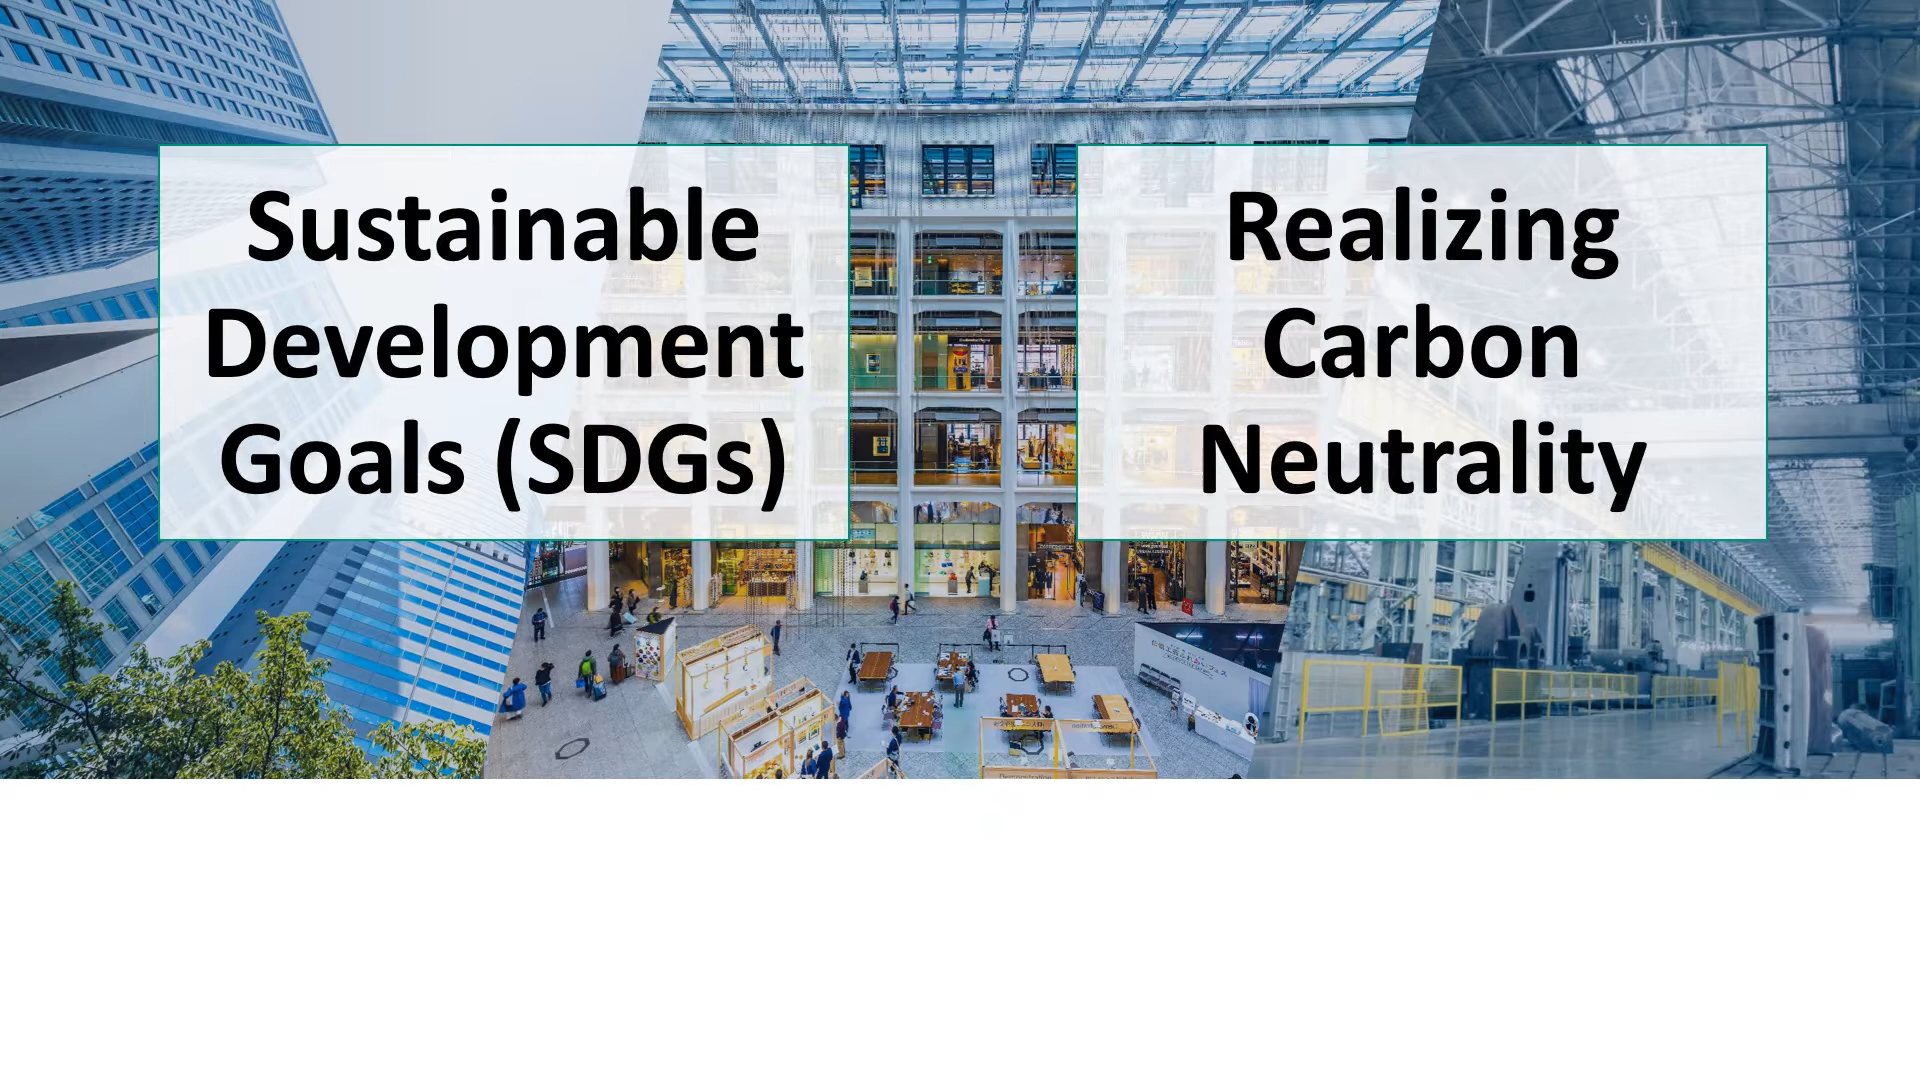 Sustainable
Development
Goals (SDGs)
Realizing
Carbon
Neutrality